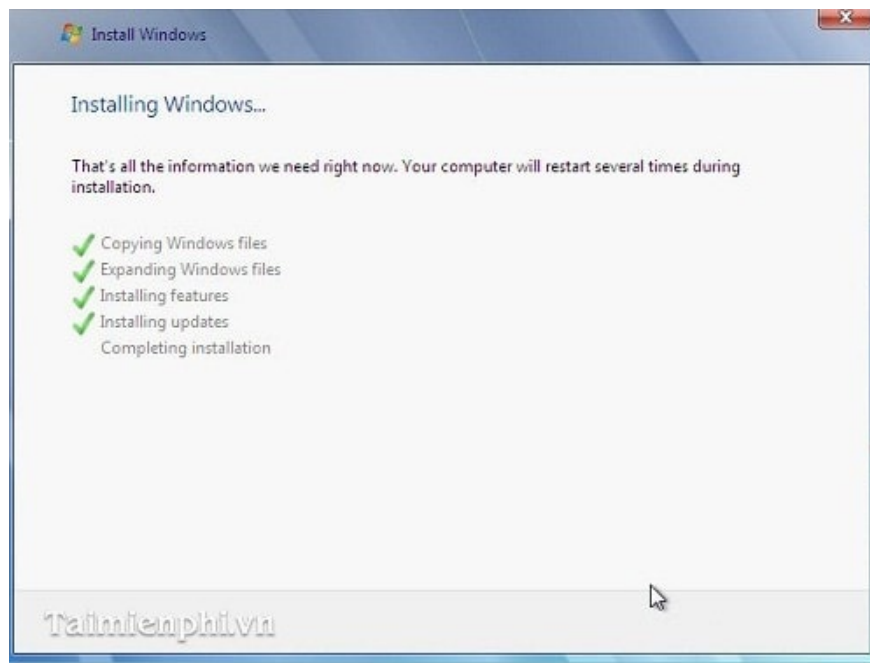 Install Windows
Installing Windows...
That's all the information we need right now. Your computer will restart several times during
installation.
Copying Windows files
Expanding Windows files
Installing features
Installing updates
Completing installation
Taimienphi.vn